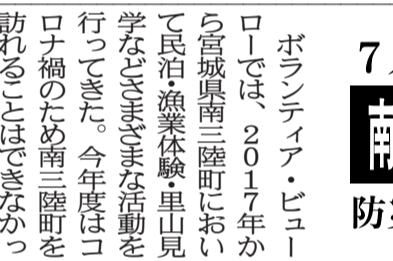 7
防
ボランティア・ビュー
ローでは、2017年か
ら宮城県南三陸町におい
て民泊・漁業体験・里山見
学などさまざまな活動を
行ってきた。今年度はコ
ロナ禍のため南三陸町を
訪れることはできなかっ